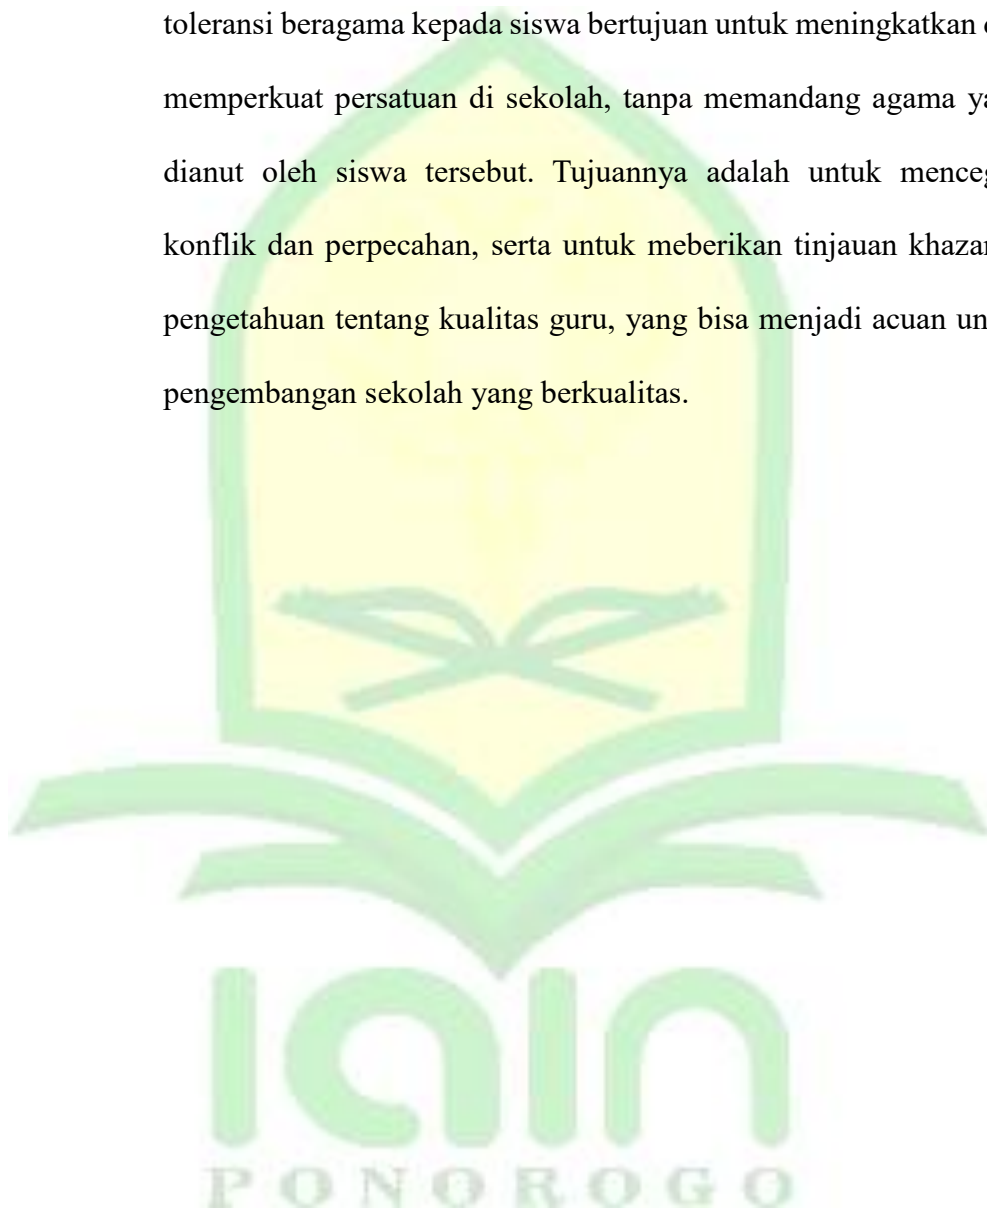 toleransi beragama kepada siswa bertujuan untuk meningkatkan
memperkuat persatuan di sekolah, tanpa memandang agama
dianut oleh siswa tersebut. Tujuannya adalah untuk
konflik dan perpecahan, serta untuk meberikan tinjauan
pengetahuan tentang kualitas guru, yang bisa menjadi acuan
pengembangan sekolah yang berkualitas.
iain
PONOROGO